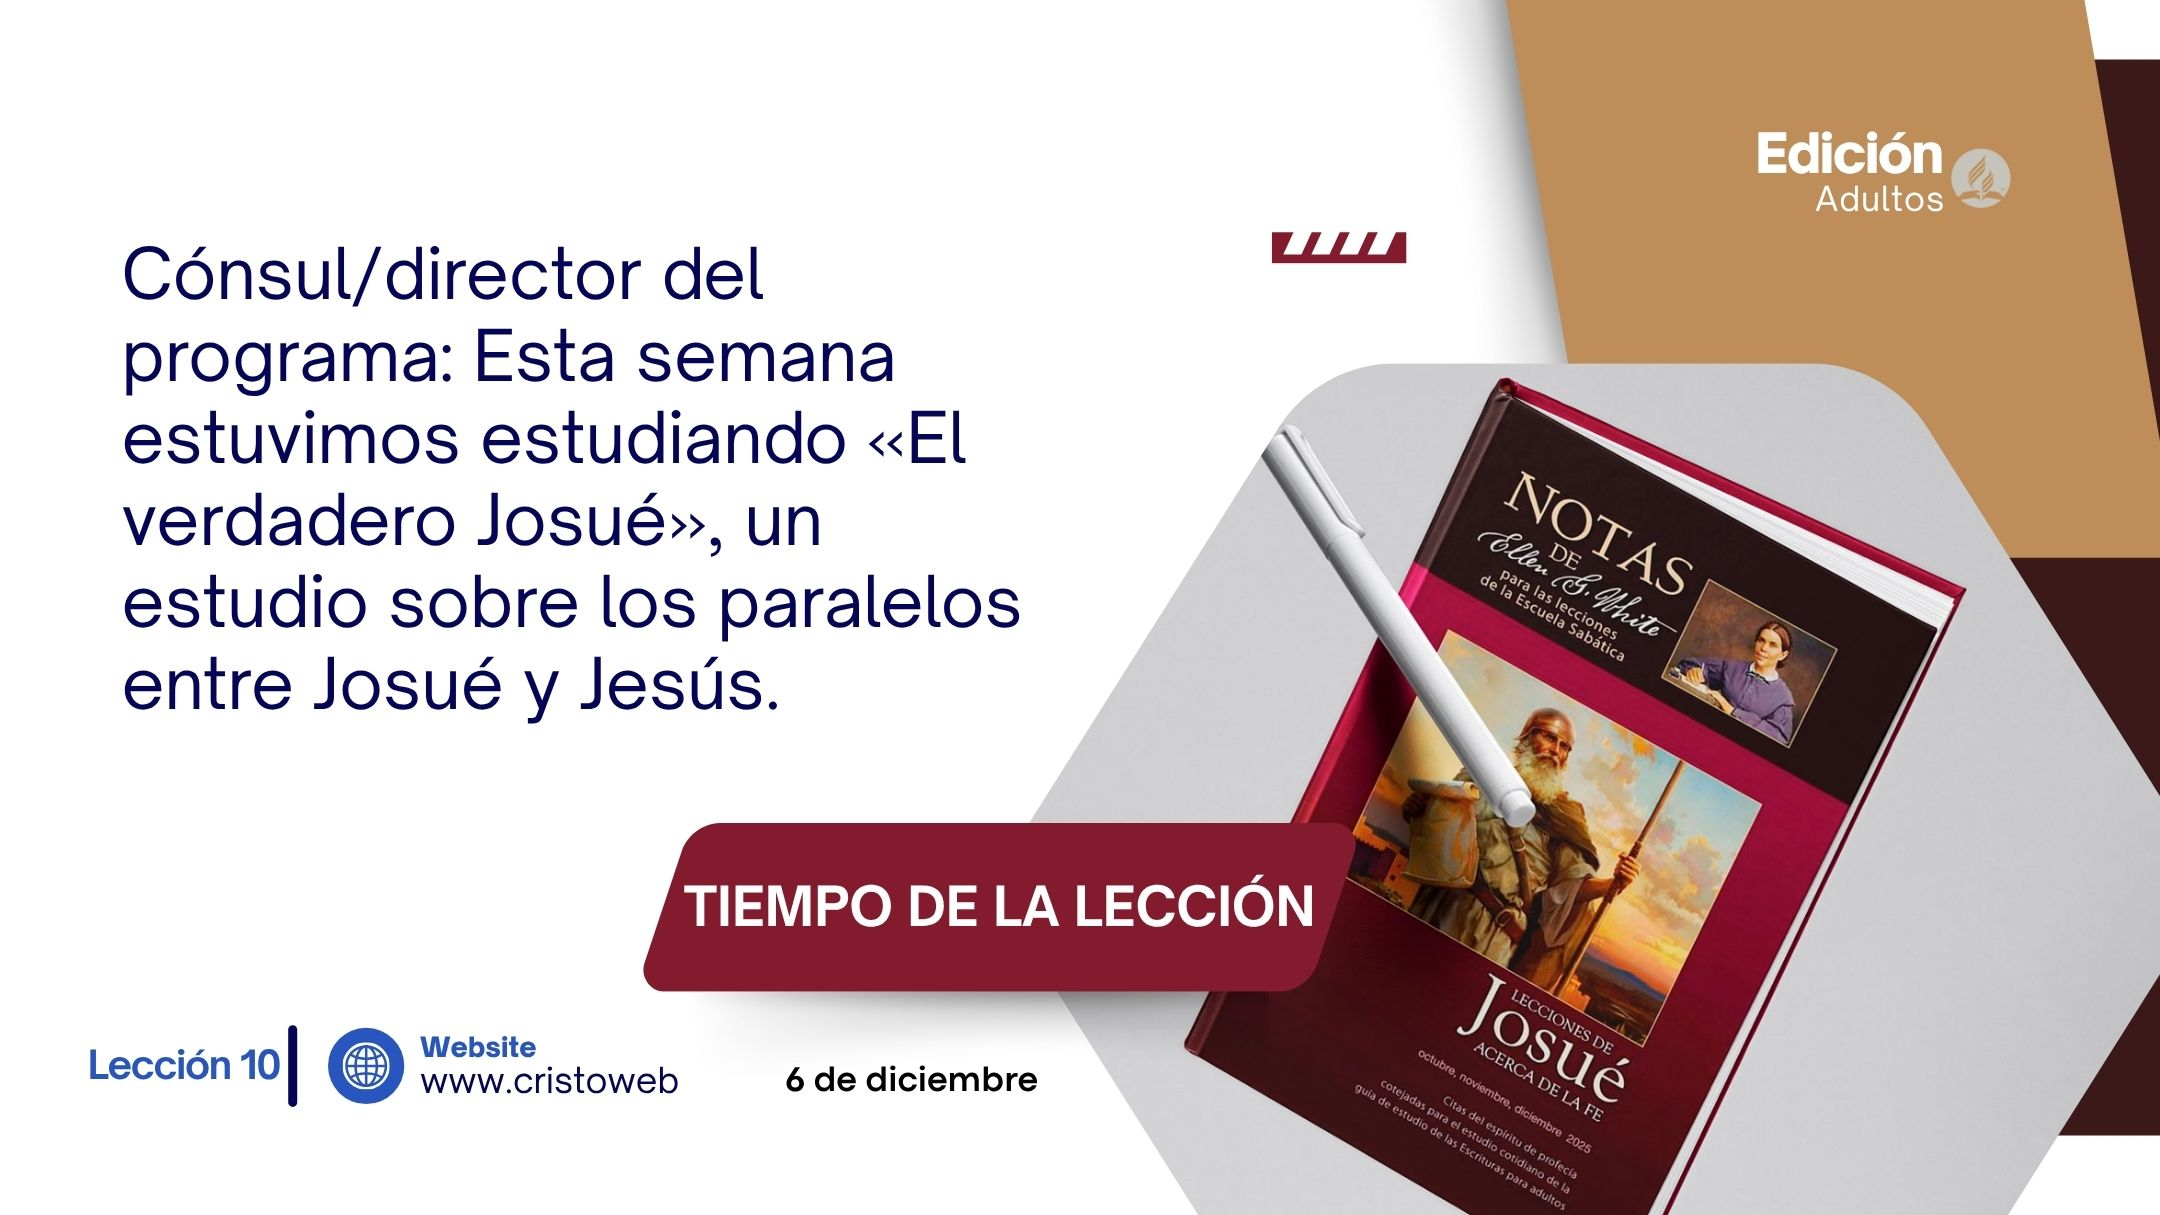 Edición
Adultos
Cónsul/director del
programa: Esta semana
estuvimos estudiando «El
verdadero Josué», un
estudio sobre los paralelos
entre Josué y Jesús.
NOTAS
DE
Ellen G. White
para las lecciones
de la Escuela Sabática
LECCIONES DE
Josué
ACERCA DE LA FE
octubre, noviembre, diciembre 2025
Citas del espíritu de profecía
cotejadas para el estudio cotidiano de la
guía de estudio de las Escrituras para adultos
TIEMPO DE LA LECCIÓN
Lección 10
Website
www.cristoweb
6 de diciembre